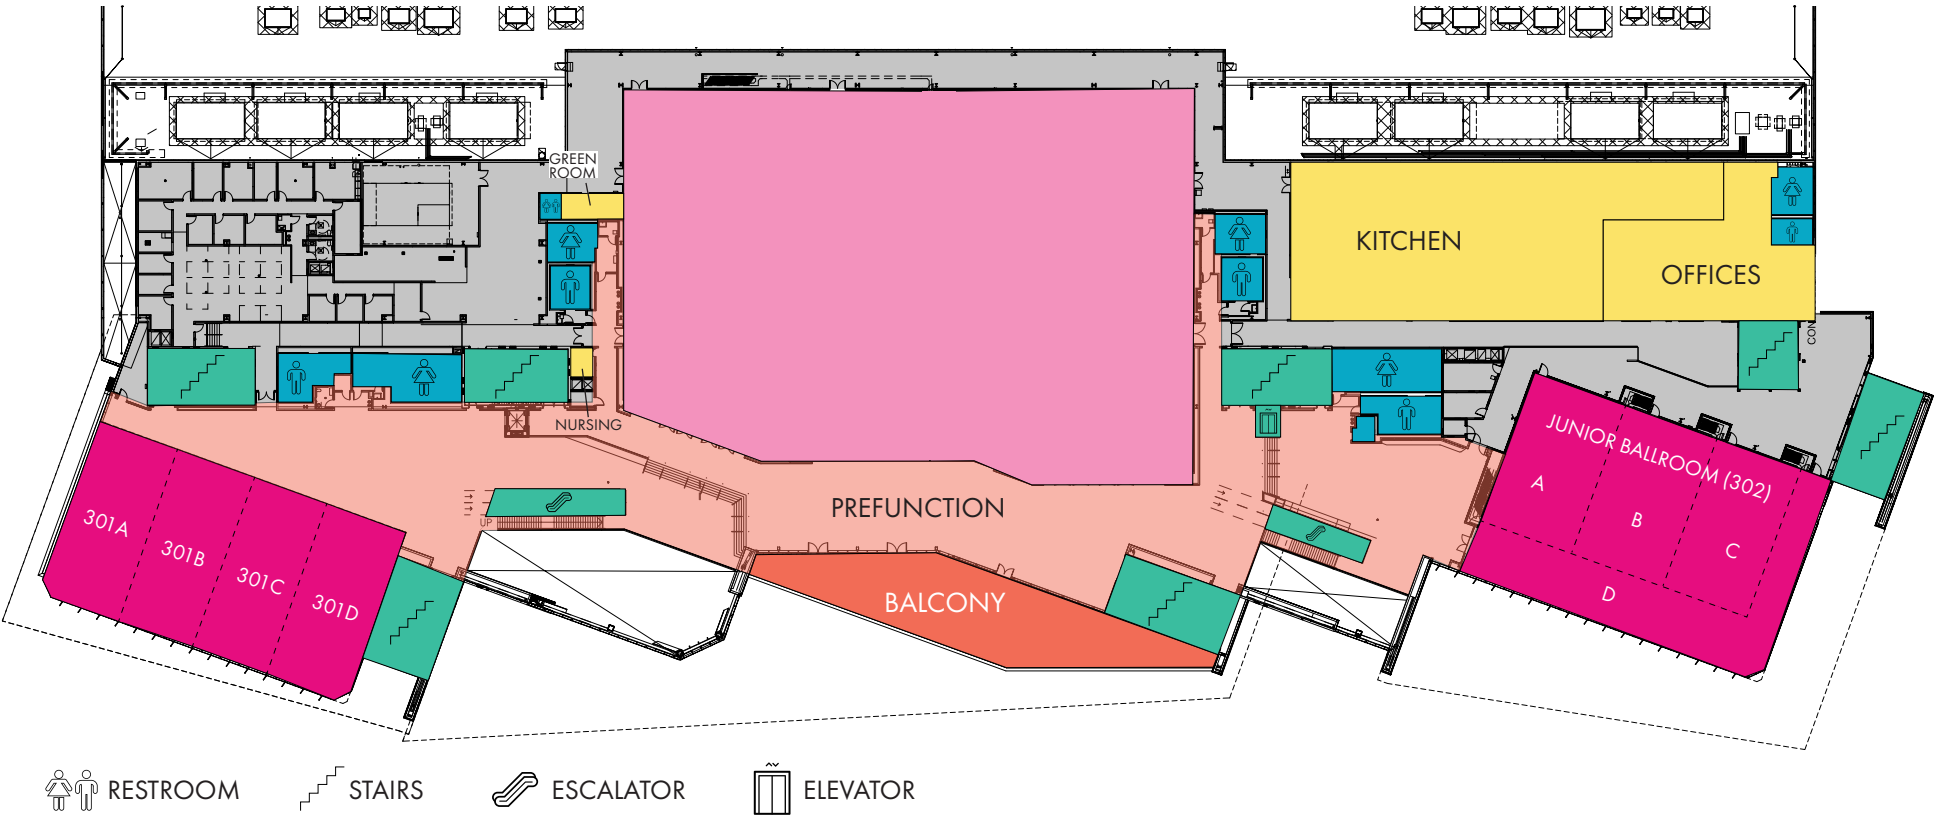 GREEN
ROOM
KITCHEN
OFFICES
CON
NURSING
JUNIOR BALLROOM (302)
A
B
C
D
301A
301B
301C
301D
UP
PREFUNCTION
BALCONY
RESTROOM
STAIRS
ESCALATOR
ELEVATOR